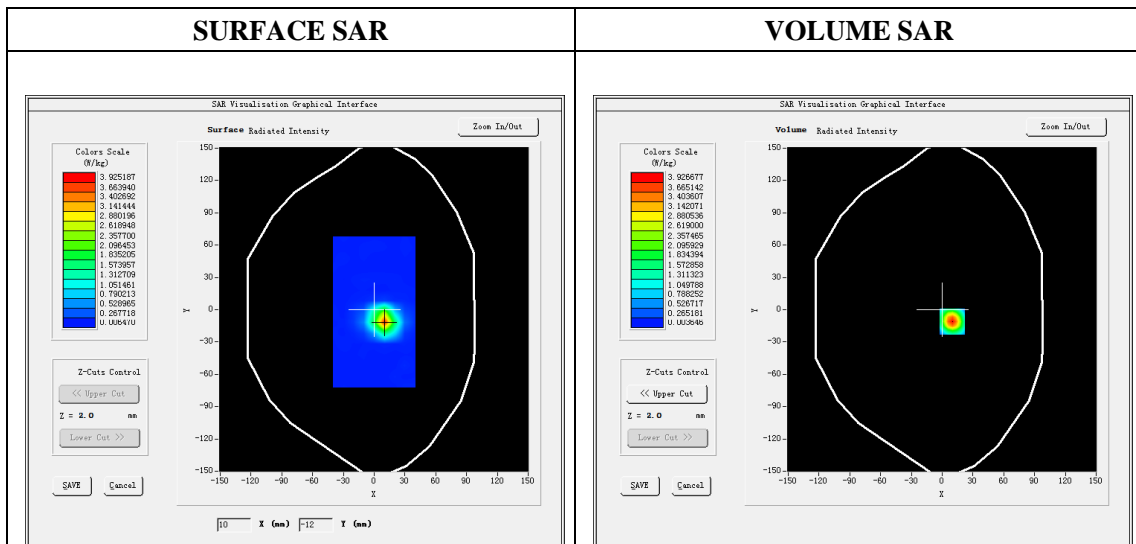 SURFACE SAR
VOLUME SAR
SAR Visualisation Graphical Interface
Surface Radiated Intensity
Zoom In/Out
Colors Scale
(W/kg)
3.925187
3.663940
3.402692
3.141444
2.880196
2.618948
2.357700
2.096453
1.835205
1.573957
1.312709
1.051461
0.790213
0.528965
0.267718
0.006470
Z-Cuts Control
<< Upper Cut
Z = 2.0 mm
Lower Cut >>
SAVE
Cancel
150
120
90
60
30
0
-30
-60
-90
-120
-150
Y
-150 -120 -90 -60 -30 0 30 60 90 120 150
X
10 X (mm) -12 Y (mm)
SAR Visualisation Graphical Interface
Volume Radiated Intensity
Zoom In/Out
Colors Scale
(W/kg)
3.926677
3.665142
3.403607
3.142071
2.880536
2.619000
2.357465
2.095929
1.834394
1.572858
1.311323
1.049788
0.788252
0.526717
0.265181
0.003646
Z-Cuts Control
<< Upper Cut
Z = 2.0 mm
Lower Cut >>
SAVE
Cancel
150
120
90
60
30
0
-30
-60
-90
-120
-150
Y
-150 -120 -90 -60 -30 0 30 60 90 120 150
X